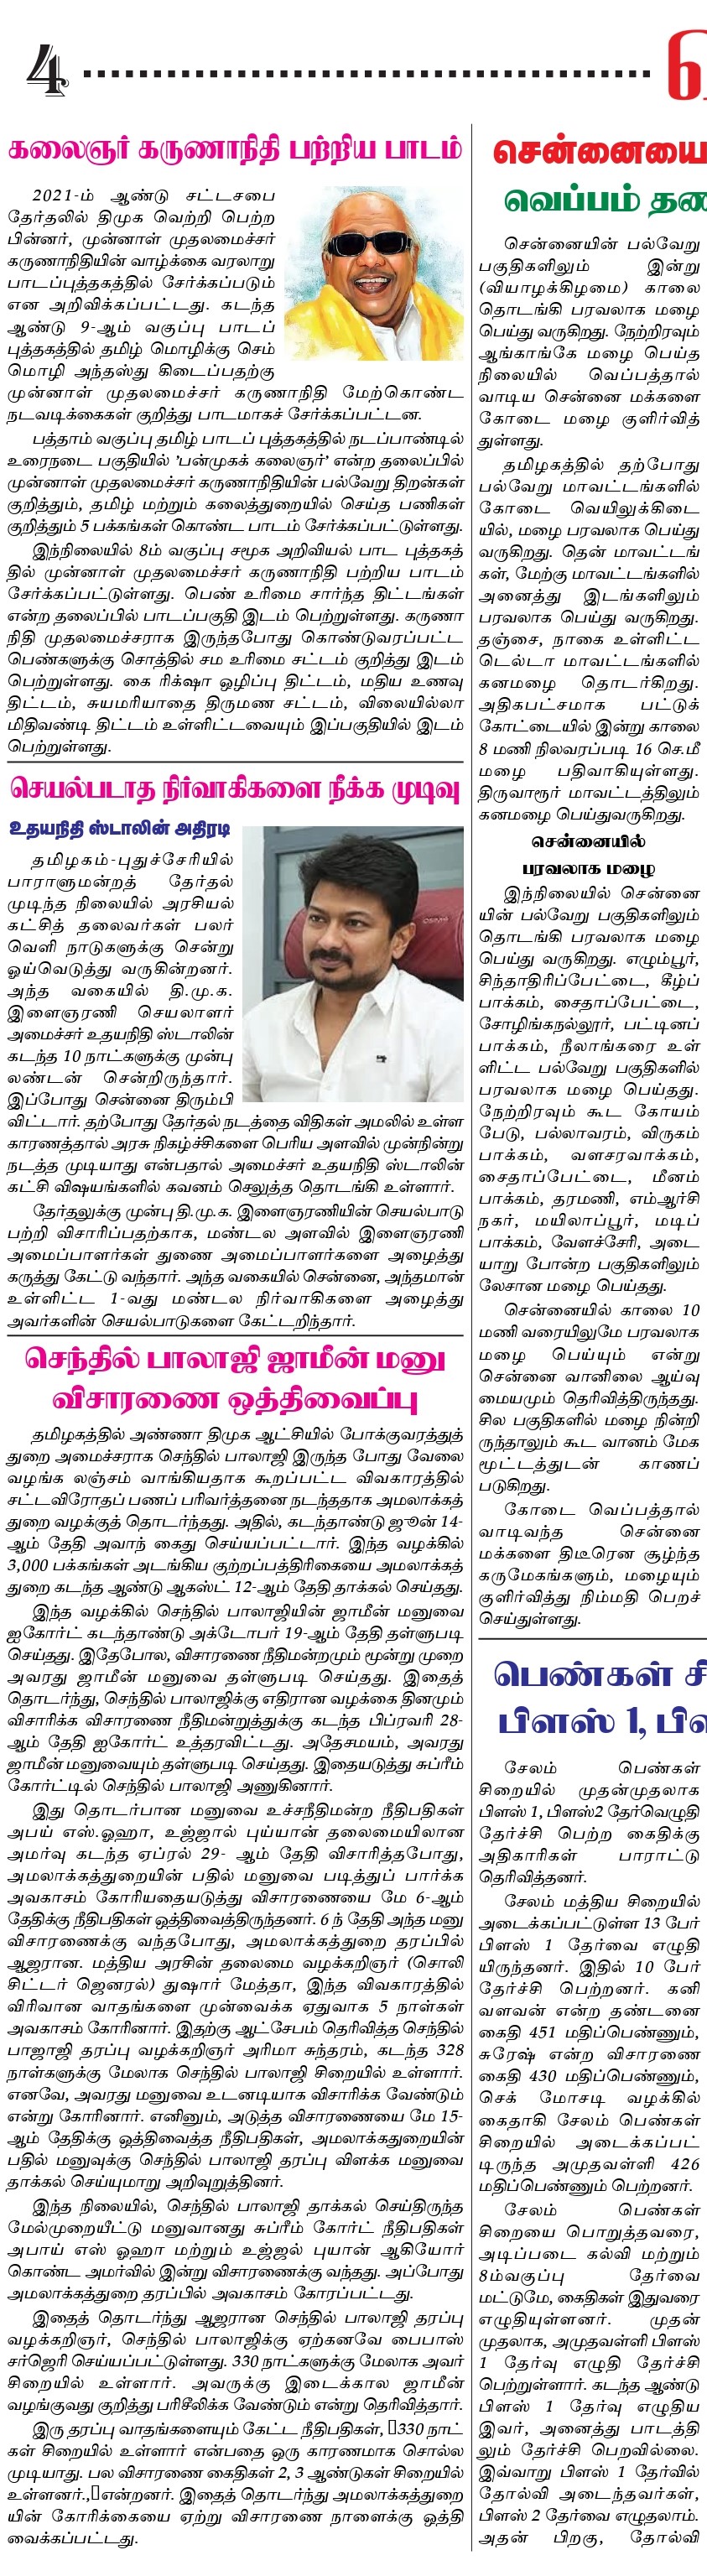 4
கலைஞர் கருணாநிதி பற்றிய பாடம்
2021-ம் ஆண்டு சட்டசபை
தேர்தலில் திமுக வெற்றி பெற்ற
பின்னர், முன்னாள் முதலமைச்சர்
கருணாநிதியின் வாழ்க்கை வரலாறு
பாடப்புத்தகத்தில் சேர்க்கப்படும்
என அறிவிக்கப்பட்டது. கடந்த
ஆண்டு 9-ஆம் வகுப்பு பாடப்
புத்தகத்தில் தமிழ் மொழிக்கு செம்
மொழி அந்தஸ்து கிடைப்பதற்கு
முன்னாள் முதலமைச்சர் கருணாநிதி மேற்கொண்ட
நடவடிக்கைகள் குறித்து பாடமாகச் சேர்க்கப்பட்டன.
பத்தாம் வகுப்பு தமிழ் பாடப் புத்தகத்தில் நடப்பாண்டில்
உரைநடை பகுதியில் 'பன்முகக் கலைஞர்' என்ற தலைப்பில்
முன்னாள் முதலமைச்சர் கருணாநிதியின் பல்வேறு திறன்கள்
குறித்தும், தமிழ் மற்றும் கலைத்துறையில் செய்த பணிகள்
குறித்தும் 5 பக்கங்கள் கொண்ட பாடம் சேர்க்கப்பட்டுள்ளது.
இந்நிலையில் 8ம் வகுப்பு சமூக அறிவியல் பாட புத்தகத்
தில் முன்னாள் முதலமைச்சர் கருணாநிதி பற்றிய பாடம்
சேர்க்கப்பட்டுள்ளது. பெண் உரிமை சார்ந்த திட்டங்கள்
என்ற தலைப்பில் பாடப்பகுதி இடம் பெற்றுள்ளது. கருணா
நிதி முதலமைச்சராக இருந்தபோது கொண்டுவரப்பட்ட
பெண்களுக்கு சொத்தில் சம உரிமை சட்டம் குறித்து இடம்
பெற்றுள்ளது. கை ரிக்‌ஷா ஒழிப்பு திட்டம், மதிய உணவு
திட்டம், சுயமரியாதை திருமண சட்டம், விலையில்லா
மிதிவண்டி திட்டம் உள்ளிட்டவையும் இப்பகுதியில் இடம்
பெற்றுள்ளது.
செயல்படாத நிர்வாகிகளை நீக்க முடிவு
உதயநிதி ஸ்டாலின் அதிரடி
தமிழகம்-புதுச்சேரியில்
பாராளுமன்றத் தேர்தல்
முடிந்த நிலையில் அரசியல்
கட்சித் தலைவர்கள் பலர்
வெளி நாடுகளுக்கு சென்று
ஓய்வெடுத்து வருகின்றனர்.
அந்த வகையில் தி.மு.க.
இளைஞரணி செயலாளர்
அமைச்சர் உதயநிதி ஸ்டாலின்
கடந்த 10 நாட்களுக்கு முன்பு
லண்டன் சென்றிருந்தார்.
இப்போது சென்னை திரும்பி
விட்டார். தற்போது தேர்தல் நடத்தை விதிகள் அமலில் உள்ள
காரணத்தால் அரசு நிகழ்ச்சிகளை பெரிய அளவில் முன்நின்று
நடத்த முடியாது என்பதால் அமைச்சர் உதயநிதி ஸ்டாலின்
கட்சி விஷயங்களில் கவனம் செலுத்த தொடங்கி உள்ளார்.
தேர்தலுக்கு முன்பு தி.மு.க. இளைஞரணியின் செயல்பாடு
பற்றி விசாரிப்பதற்காக, மண்டல அளவில் இளைஞரணி
அமைப்பாளர்கள் துணை அமைப்பாளர்களை அழைத்து
கருத்து கேட்டு வந்தார். அந்த வகையில் சென்னை, அந்தமான்
உள்ளிட்ட 1-வது மண்டல நிர்வாகிகளை அழைத்து
அவர்களின் செயல்பாடுகளை கேட்டறிந்தார்.
செந்தில் பாலாஜி ஜாமீன் மனு
விசாரணை ஒத்திவைப்பு
தமிழகத்தில் அண்ணா திமுக ஆட்சியில் போக்குவரத்துத்
துறை அமைச்சராக செந்தில் பாலாஜி இருந்த போது வேலை
வழங்க லஞ்சம் வாங்கியதாக கூறப்பட்ட விவகாரத்தில்
சட்டவிரோதப் பணப் பரிவர்த்தனை நடந்ததாக அமலாக்கத்
துறை வழக்குத் தொடர்ந்தது. அதில், கடந்தாண்டு ஜூன் 14-
ஆம் தேதி அவாந் கைது செய்யப்பட்டார். இந்த வழக்கில்
3,000 பக்கங்கள் அடங்கிய குற்றப்பத்திரிகையை அமலாக்கத்
துறை கடந்த ஆண்டு ஆகஸ்ட் 12-ஆம் தேதி தாக்கல் செய்தது.
இந்த வழக்கில் செந்தில் பாலாஜியின் ஜாமீன் மனுவை
ஐகோர்ட் கடந்தாண்டு அக்டோபர் 19-ஆம் தேதி தள்ளுபடி
செய்தது. இதேபோல, விசாரணை நீதிமன்றமும் மூன்று முறை
அவரது ஜாமீன் மனுவை தள்ளுபடி செய்தது. இதைத்
தொடர்ந்து, செந்தில் பாலாஜிக்கு எதிரான வழக்கை தினமும்
விசாரிக்க விசாரணை நீதிமன்றுத்துக்கு கடந்த பிப்ரவரி 28-
ஆம் தேதி ஐகோர்ட் உத்தரவிட்டது. அதேசமயம், அவரது
ஜாமீன் மனுவையும் தள்ளுபடி செய்தது. இதையடுத்து சுப்ரீம்
கோர்ட்டில் செந்தில் பாலாஜி அணுகினார்.
இது தொடர்பான மனுவை உச்சநீதிமன்ற நீதிபதிகள்
அபய் எஸ்.ஓஹா, உஜ்ஜால் புய்யான் தலைமையிலான
அமர்வு கடந்த ஏப்ரல் 29- ஆம் தேதி விசாரித்தபோது,
அமலாக்கத்துறையின் பதில் மனுவை படித்துப் பார்க்க
அவகாசம் கோரியதையடுத்து விசாரணையை மே 6-ஆம்
தேதிக்கு நீதிபதிகள் ஒத்திவைத்திருந்தனர். 6 ந் தேதி அந்த மனு
விசாரணைக்கு வந்தபோது, அமலாக்கத்துறை தரப்பில்
ஆஜரான. மத்திய அரசின் தலைமை வழக்கறிஞர் (சொலி
சிட்டர் ஜெனரல்) துஷார் மேத்தா, இந்த விவகாரத்தில்
விரிவான வாதங்களை முன்வைக்க ஏதுவாக 5 நாள்கள்
அவகாசம் கோரினார். இதற்கு ஆட்சேபம் தெரிவித்த செந்தில்
பாஜாஜி தரப்பு வழக்கறிஞர் அரிமா சுந்தரம், கடந்த 328
நாள்களுக்கு மேலாக செந்தில் பாலாஜி சிறையில் உள்ளார்.
எனவே, அவரது மனுவை உடனடியாக விசாரிக்க வேண்டும்
என்று கோரினார். எனினும், அடுத்த விசாரணையை மே 15-
ஆம் தேதிக்கு ஒத்திவைத்த நீதிபதிகள், அமலாக்கதுறையின்
பதில் மனுவுக்கு செந்தில் பாலாஜி தரப்பு விளக்க மனுவை
தாக்கல் செய்யுமாறு அறிவுறுத்தினர்.
இந்த நிலையில், செந்தில் பாலாஜி தாக்கல் செய்திருந்த
மேல்முறையீட்டு மனுவானது சுப்ரீம் கோர்ட் நீதிபதிகள்
அபாய் எஸ் ஓஹா மற்றும் உஜ்ஜல் புயான் ஆகியோர்
கொண்ட அமர்வில் இன்று விசாரணைக்கு வந்தது. அப்போது
அமலாக்கத்துறை தரப்பில் அவகாசம் கோரப்பட்டது.
இதைத் தொடர்ந்து ஆஜரான செந்தில் பாலாஜி தரப்பு
வழக்கறிஞர், செந்தில் பாலாஜிக்கு ஏற்கனவே பைபாஸ்
சர்ஜெரி செய்யப்பட்டுள்ளது. 330 நாட்களுக்கு மேலாக அவர்
சிறையில் உள்ளார். அவருக்கு இடைக்கால ஜாமீன்
வழங்குவது குறித்து பரிசீலிக்க வேண்டும் என்று தெரிவித்தார்.
இரு தரப்பு வாதங்களையும் கேட்ட நீதிபதிகள், 330 நாட்
கள் சிறையில் உள்ளார் என்பதை ஒரு காரணமாக சொல்ல
முடியாது. பல விசாரணை கைதிகள் 2, 3 ஆண்டுகள் சிறையில்
உள்ளனர்., என்றனர். இதைத் தொடர்ந்து அமலாக்கத்துறை
யின் கோரிக்கையை ஏற்று விசாரணை நாளைக்கு ஒத்தி
வைக்கப்பட்டது.
சென்னையை
வெப்பம் தண
சென்னையின் பல்வேறு
பகுதிகளிலும் இன்று
(வியாழக்கிழமை) காலை
தொடங்கி பரவலாக மழை
பெய்து வருகிறது. நேற்றிரவும்
ஆங்காங்கே மழை பெய்த
நிலையில் வெப்பத்தால்
வாடிய சென்னை மக்களை
கோடை மழை குளிர்வித்
துள்ளது.
தமிழகத்தில் தற்போது
பல்வேறு மாவட்டங்களில்
கோடை வெயிலுக்கிடை
யில், மழை பரவலாக பெய்து
வருகிறது. தென் மாவட்டங்
கள், மேற்கு மாவட்டங்களில்
அனைத்து இடங்களிலும்
பரவலாக பெய்து வருகிறது.
தஞ்சை, நாகை உள்ளிட்ட
டெல்டா மாவட்டங்களில்
கனமழை தொடர்கிறது.
அதிகபட்சமாக பட்டுக்
கோட்டையில் இன்று காலை
8 மணி நிலவரப்படி 16 செ.மீ
மழை பதிவாகியுள்ளது.
திருவாரூர் மாவட்டத்திலும்
கனமழை பெய்துவருகிறது.
சென்னையில்
பரவலாக மழை
இந்நிலையில் சென்னை
யின் பல்வேறு பகுதிகளிலும்
தொடங்கி பரவலாக மழை
பெய்து வருகிறது. எழும்பூர்,
சிந்தாதிரிப்பேட்டை, கீழ்ப்
பாக்கம், சைதாப்பேட்டை,
சோழிங்கநல்லூர், பட்டினப்
பாக்கம், நீலாங்கரை உள்
ளிட்ட பல்வேறு பகுதிகளில்
பரவலாக மழை பெய்தது.
நேற்றிரவும் கூட கோயம்
பேடு, பல்லாவரம், விருகம்
பாக்கம், வளசரவாக்கம்,
சைதாப்பேட்டை, மீனம்
பாக்கம், தரமணி, எம்ஆர்சி
நகர், மயிலாப்பூர், மடிப்
பாக்கம், வேளச்சேரி, அடை
யாறு போன்ற பகுதிகளிலும்
லேசான மழை பெய்தது.
சென்னையில் காலை 10
மணி வரையிலுமே பரவலாக
மழை பெய்யும் என்று
சென்னை வானிலை ஆய்வு
மையமும் தெரிவித்திருந்தது.
சில பகுதிகளில் மழை நின்றி
ருந்தாலும் கூட வானம் மேக
மூட்டத்துடன் காணப்
படுகிறது.
கோடை வெப்பத்தால்
வாடிவந்த சென்னை
மக்களை திடீரென சூழ்ந்த
கருமேகங்களும், மழையும்
குளிர்வித்து நிம்மதி பெறச்
செய்துள்ளது.
பெண்கள் சி
பிளஸ் 1, பிள
சேலம் பெண்கள்
சிறையில் முதன்முதலாக
பிளஸ் 1, பிளஸ்2 தேர்வெழுதி
தேர்ச்சி பெற்ற கைதிக்கு
அதிகாரிகள் பாராட்டு
தெரிவித்தனர்.
சேலம் மத்திய சிறையில்
அடைக்கப்பட்டுள்ள 13 பேர்
பிளஸ் 1 தேர்வை எழுதி
யிருந்தனர். இதில் 10 பேர்
தேர்ச்சி பெற்றனர். கனி
வளவன் என்ற தண்டனை
கைதி 451 மதிப்பெண்ணும்,
சுரேஷ் என்ற விசாரணை
கைதி 430 மதிப்பெண்ணும்,
செக் மோசடி வழக்கில்
கைதாகி சேலம் பெண்கள்
சிறையில் அடைக்கப்பட்
டிருந்த அமுதவள்ளி 426
மதிப்பெண்ணும் பெற்றனர்.
சேலம் பெண்கள்
சிறையை பொறுத்தவரை,
அடிப்படை கல்வி மற்றும்
8ம்வகுப்பு தேர்வை
மட்டுமே, கைதிகள் இதுவரை
எழுதியுள்ளனர். முதன்
முதலாக, அமுதவள்ளி பிளஸ்
1 தேர்வு எழுதி தேர்ச்சி
பெற்றுள்ளார். கடந்த ஆண்டு
பிளஸ் 1 தேர்வு எழுதிய
இவர், அனைத்து பாடத்தி
லும் தேர்ச்சி பெறவில்லை.
இவ்வாறு பிளஸ் 1 தேர்வில்
தோல்வி அடைந்தவர்கள்,
பிளஸ் 2 தேர்வை எழுதலாம்.
அதன் பிறகு, தோல்வி